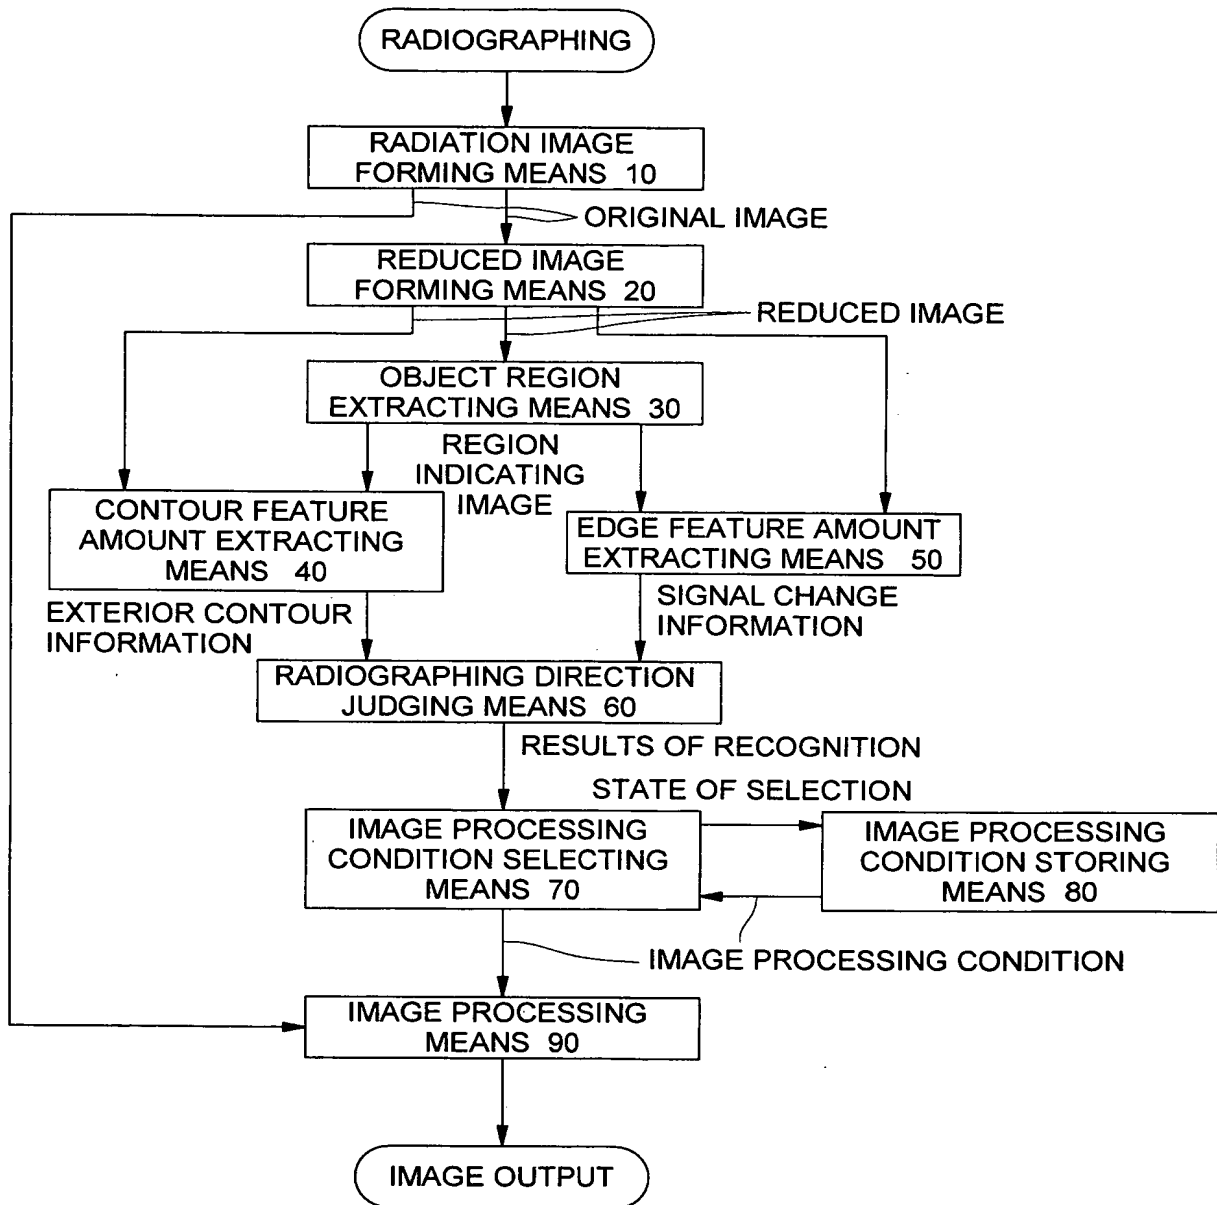 RADIOGRAPHING
RADIATION IMAGE
FORMING MEANS 10
ORIGINAL IMAGE
REDUCED IMAGE
FORMING MEANS 20
REDUCED IMAGE
OBJECT REGION
EXTRACTING MEANS 30
REGION
INDICATING
IMAGE
CONTOUR FEATURE
AMOUNT EXTRACTING
MEANS 40
EDGE FEATURE AMOUNT
EXTRACTING MEANS 50
EXTERIOR CONTOUR
INFORMATION
SIGNAL CHANGE
INFORMATION
RADIOGRAPHING DIRECTION
JUDGING MEANS 60
RESULTS OF RECOGNITION
STATE OF SELECTION
IMAGE PROCESSING
CONDITION SELECTING
MEANS 70
IMAGE PROCESSING
CONDITION STORING
MEANS 80
IMAGE PROCESSING CONDITION
IMAGE PROCESSING
MEANS 90
IMAGE OUTPUT